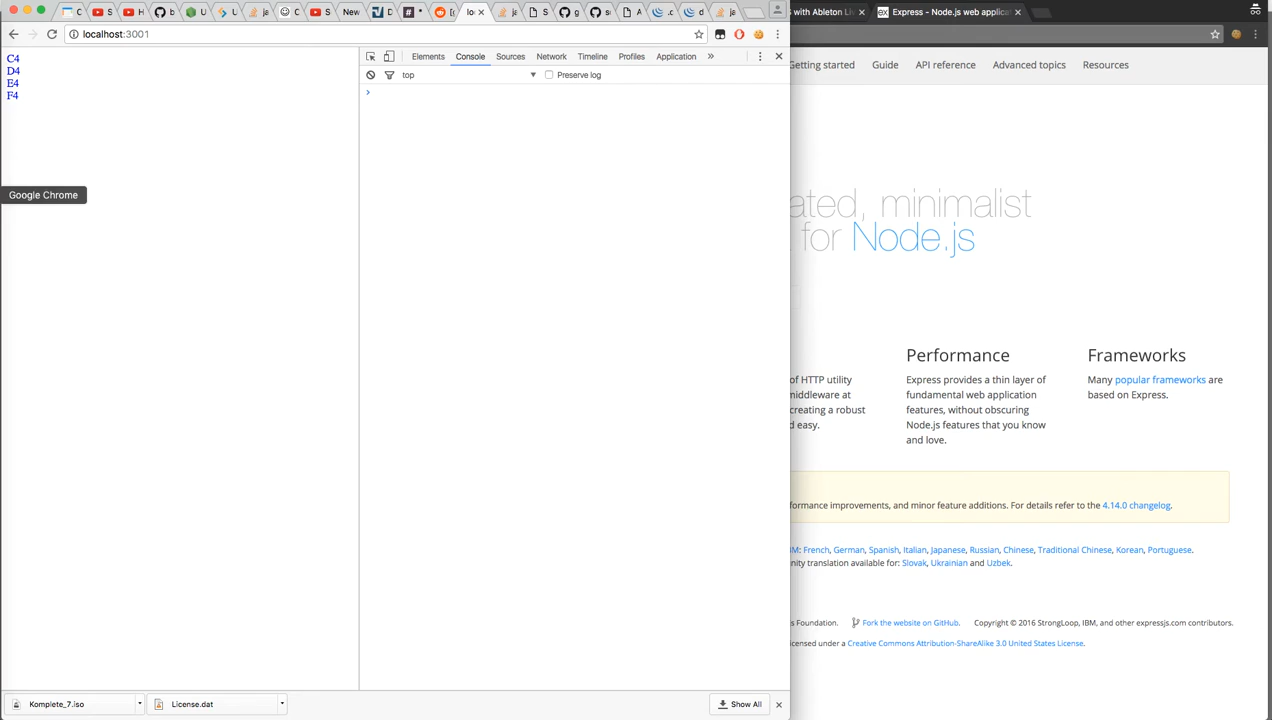 New
lo
localhost:3001
C4
D4
E4
F4
Google Chrome
Elements
Console
Sources
Network
Timeline
Profiles
Application
top
Preserve log
Komplete_7.iso
License.dat
Show All
s with Ableton Liv
Express - Node.js web applicat
Getting started
Guide
API reference
Advanced topics
Resources
ated, minimalist
for Node.js
of HTTP utility
middleware at
creating a robust
d easy.
Performance
Express provides a thin layer of
fundamental web application
features, without obscuring
Node.js features that you know
and love.
Frameworks
Many popular frameworks are
based on Express.
formance improvements, and minor feature additions. For details refer to the 4.14.0 changelog.
BM: French, German, Spanish, Italian, Japanese, Russian, Chinese, Traditional Chinese, Korean, Portuguese.
nity translation available for: Slovak, Ukrainian and Uzbek.
s Foundation.
Fork the website on GitHub.
Copyright © 2016 StrongLoop, IBM, and other expressjs.com contributors.
icensed under a Creative Commons Attribution-ShareAlike 3.0 United States License.